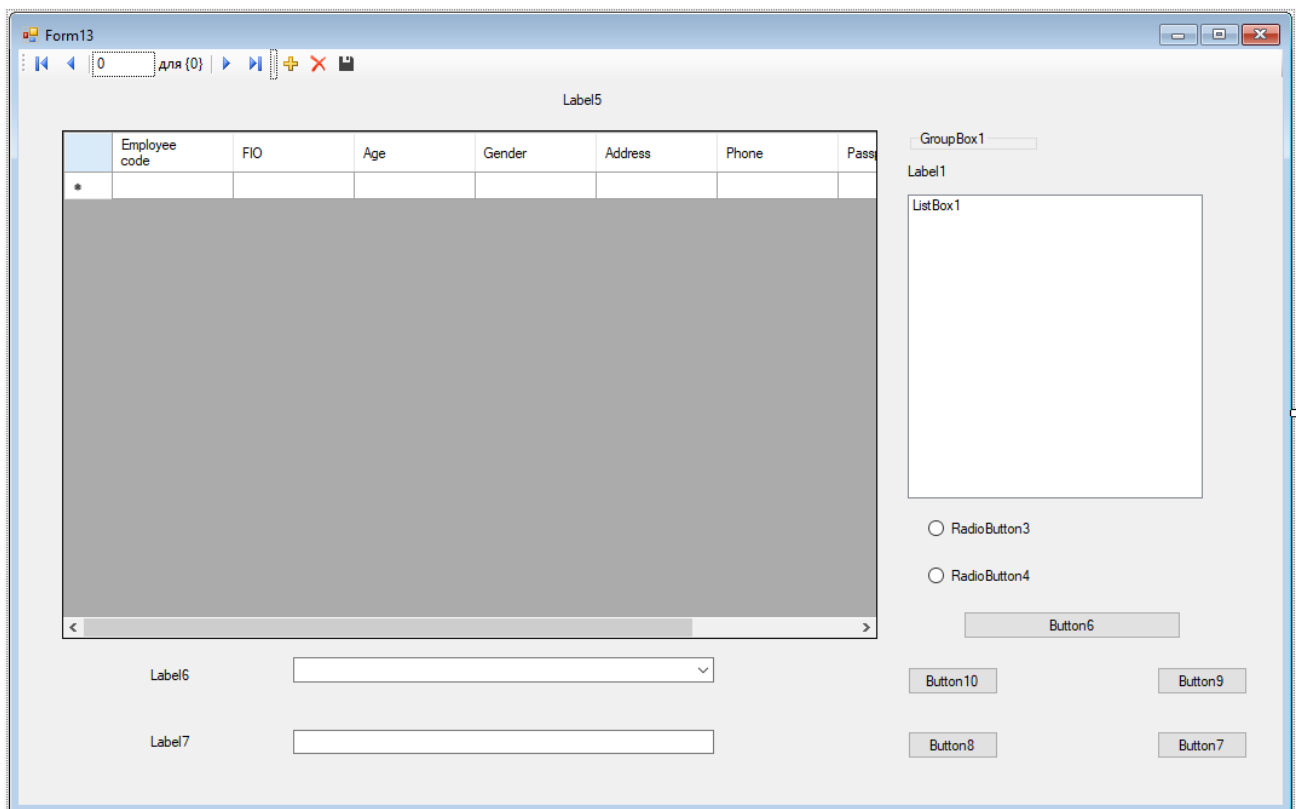 Form13
0 для {0}
Label5
Employee code FIO Age Gender Address Phone Pass
GroupBox1
Label1
ListBox1
RadioButton3
RadioButton4
Button6
Label6
Button10 Button9
Label7
Button8 Button7